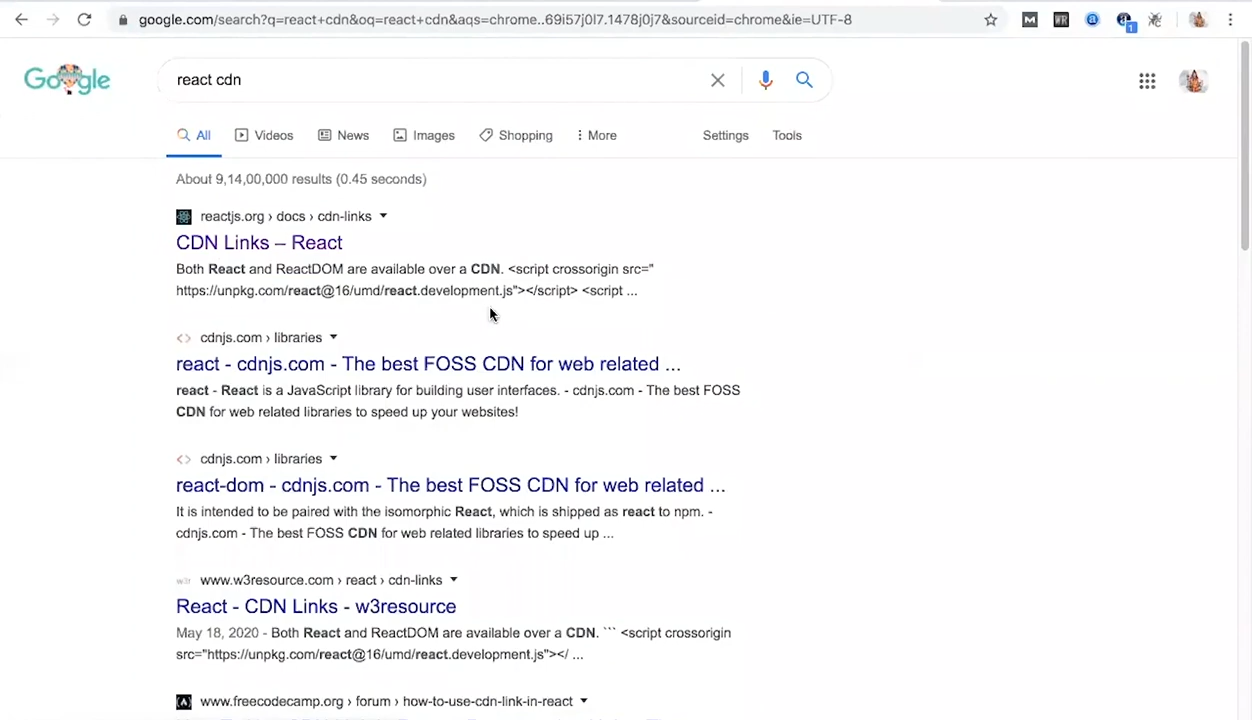 google.com/search?q=react+cdn&oq=react+cdn&aqs=chrome..69i57j0l7.1478j0j7&sourceid=chrome&ie=UTF-8
M WR 1
Google
react cdn
All Videos News Images Shopping More Settings Tools
About 9,14,00,000 results (0.45 seconds)
reactjs.org › docs › cdn-links
CDN Links – React
Both React and ReactDOM are available over a CDN. <script crossorigin src="
https://unpkg.com/react@16/umd/react.development.js"></script> <script ...
cdnjs.com › libraries
react - cdnjs.com - The best FOSS CDN for web related ...
react - React is a JavaScript library for building user interfaces. - cdnjs.com - The best FOSS
CDN for web related libraries to speed up your websites!
cdnjs.com › libraries
react-dom - cdnjs.com - The best FOSS CDN for web related ...
It is intended to be paired with the isomorphic React, which is shipped as react to npm. -
cdnjs.com - The best FOSS CDN for web related libraries to speed up ...
www.w3resource.com › react › cdn-links
React - CDN Links - w3resource
May 18, 2020 - Both React and ReactDOM are available over a CDN. ``` <script crossorigin
src="https://unpkg.com/react@16/umd/react.development.js"></ ...
www.freecodecamp.org › forum › how-to-use-cdn-link-in-react